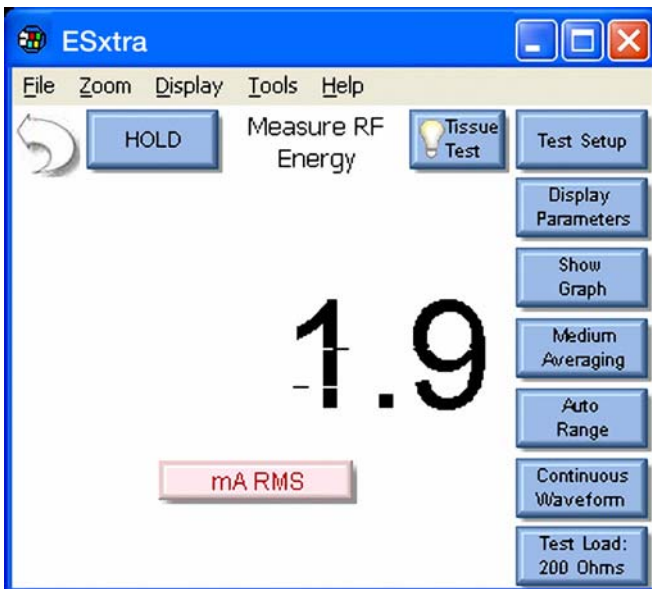 ESxtra
File Zoom Display Tools Help
HOLD
Measure RF
Energy
Tissue
Test
Test Setup
Display
Parameters
Show
Graph
Medium
Averaging
1.9
Auto
Range
mA RMS
Continuous
Waveform
Test Load:
200 Ohms